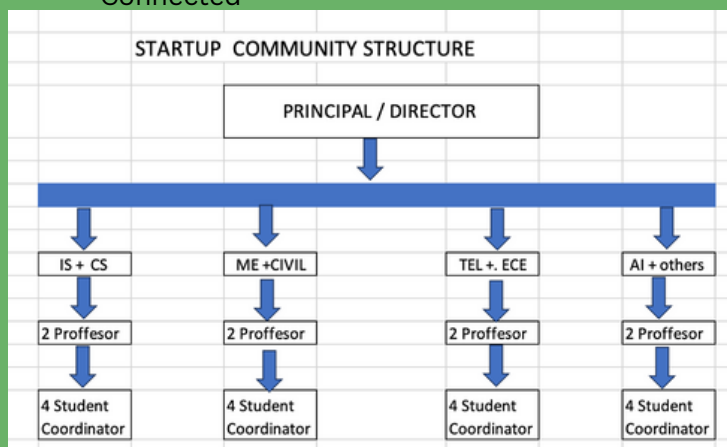 Connected
STARTUP COMMUNITY STRUCTURE
PRINCIPAL / DIRECTOR
IS + CS
ME +CIVIL
TEL +. ECE
AI + others
2 Proffesor
2 Proffesor
2 Proffesor
2 Proffesor
4 Student
Coordinator
4 Student
Coordinator
4 Student
Coordinator
4 Student
Coordinator